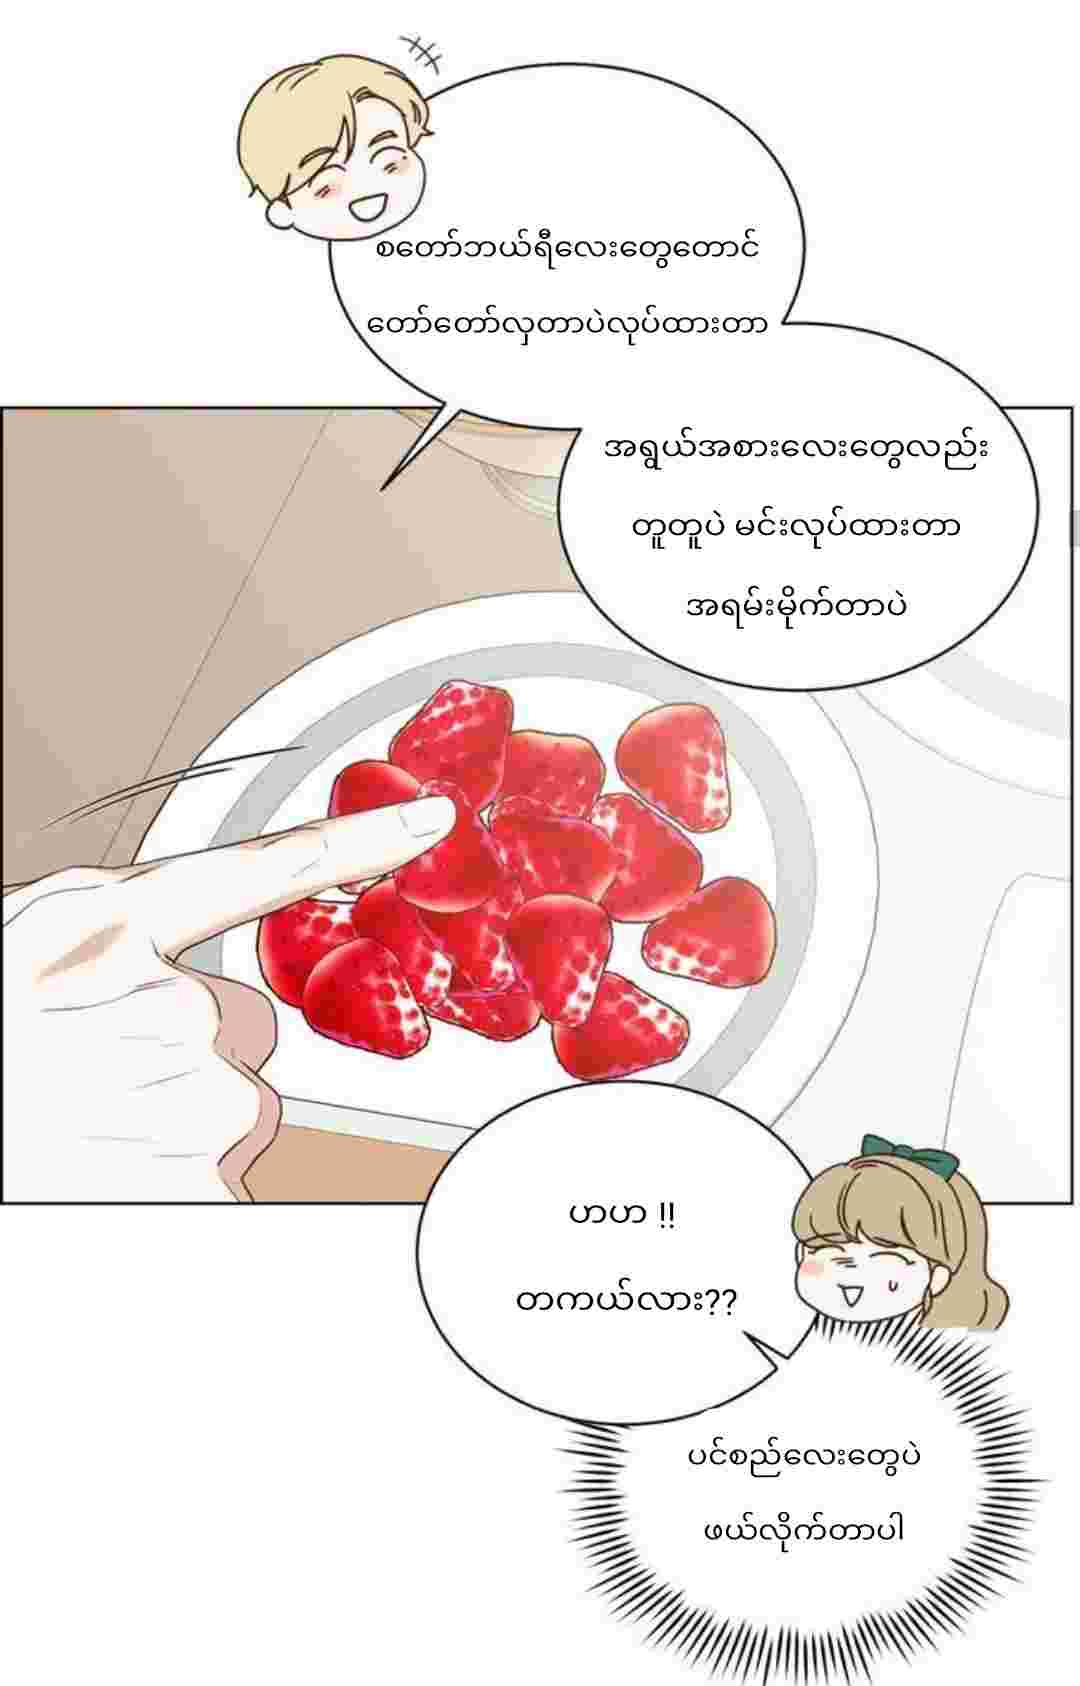 စတော်ဘယ်ရီလေးတွေတောင်
တော်တော်လှတာပဲလုပ်ထားတာ
အရွယ်အစားလေးတွေလည်း
တူတူပဲ မင်းလုပ်ထားတာ
အရမ်းမိုက်တာပဲ
ဟာဟာ !!
တကယ်လား??
ပင်စည်လေးတွေပဲ
ဖယ်လိုက်တာပါ